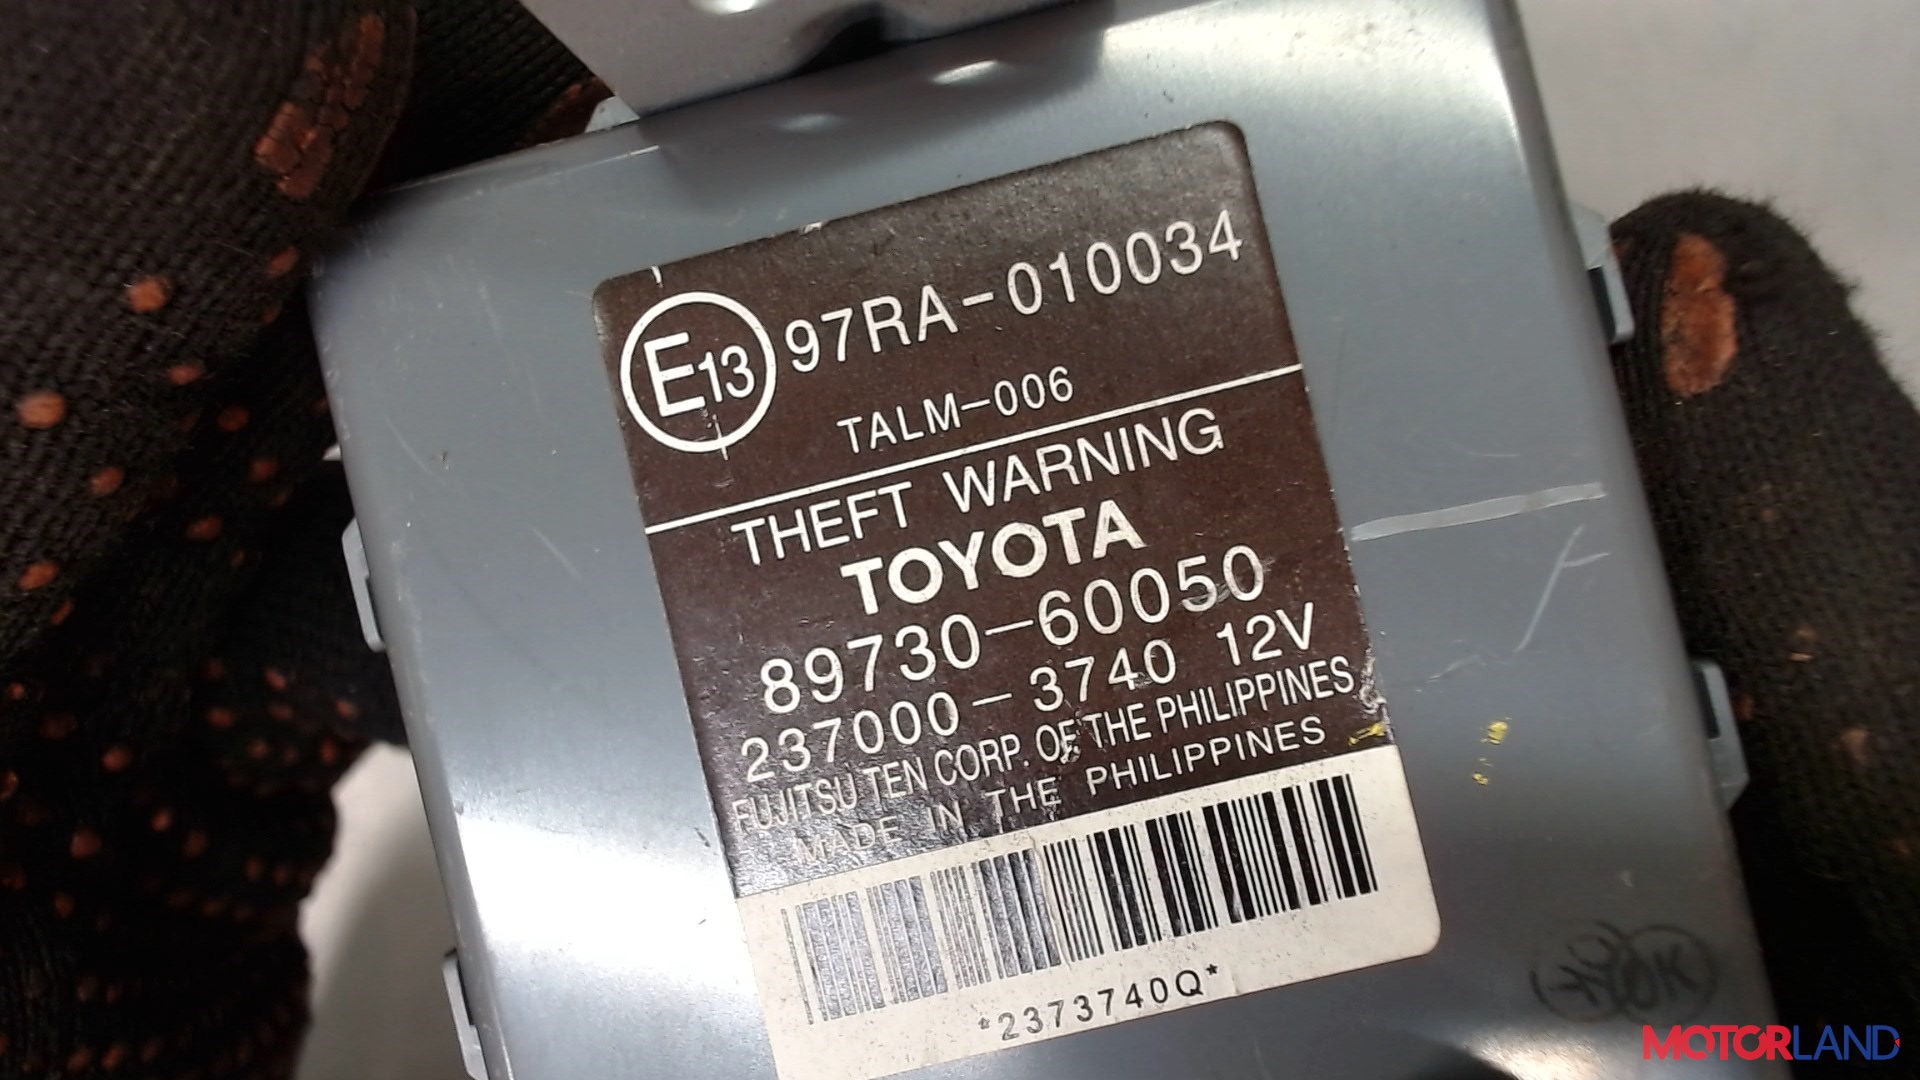 E13 97RA-010034
TALM-006
THEFT WARNING
TOYOTA
89730-60050
237000-3740 12V
FUJITSU TEN CORP. OF THE PHILIPPINES
MADE IN THE PHILIPPINES
*2373740Q*
OK
MOTORLAND